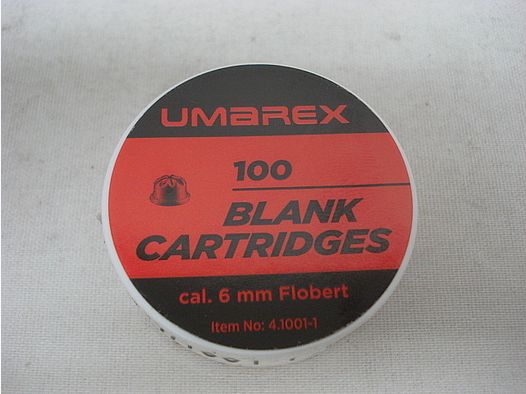 UMAREX
100
BLANK
CARTRIDGES
cal. 6 mm Flobert
Item No: 4.1001-1